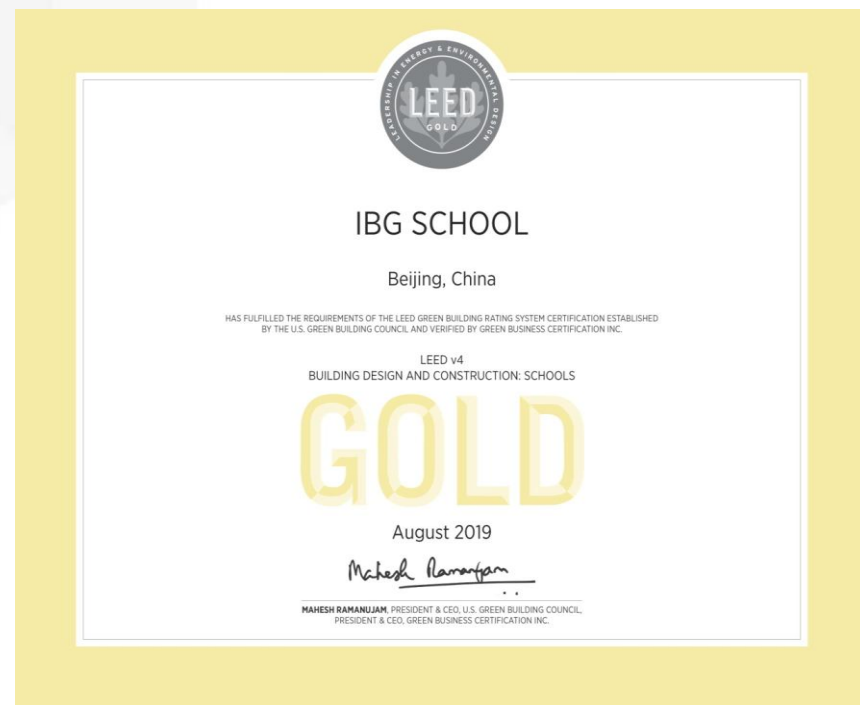 LEADERSHIP IN ENERGY & ENVIRONMENTAL DESIGN
LEED
GOLD
IBG SCHOOL
Beijing, China
HAS FULFILLED THE REQUIREMENTS OF THE LEED GREEN BUILDING RATING SYSTEM CERTIFICATION ESTABLISHED
BY THE U.S. GREEN BUILDING COUNCIL AND VERIFIED BY GREEN BUSINESS CERTIFICATION INC.
LEED v4
BUILDING DESIGN AND CONSTRUCTION: SCHOOLS
GOLD
August 2019
Mahesh Ramanujam
MAHESH RAMANUJAM, PRESIDENT & CEO, U.S. GREEN BUILDING COUNCIL,
PRESIDENT & CEO, GREEN BUSINESS CERTIFICATION INC.